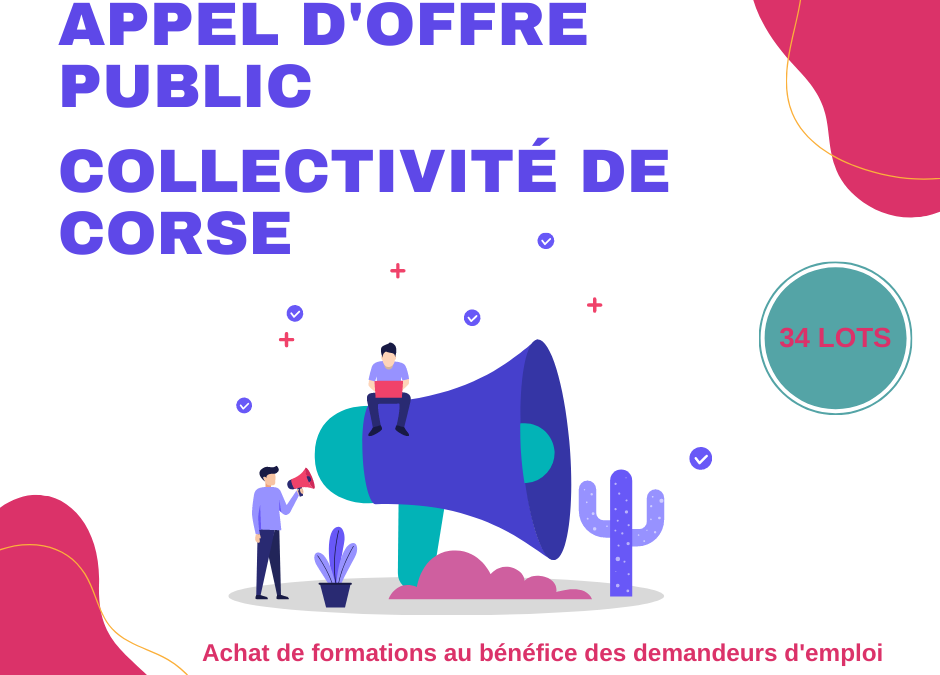 APPEL D'OFFRE
PUBLIC
COLLECTIVITÉ DE
CORSE
34 LOTS
Achat de formations au bénéfice des demandeurs d'emploi